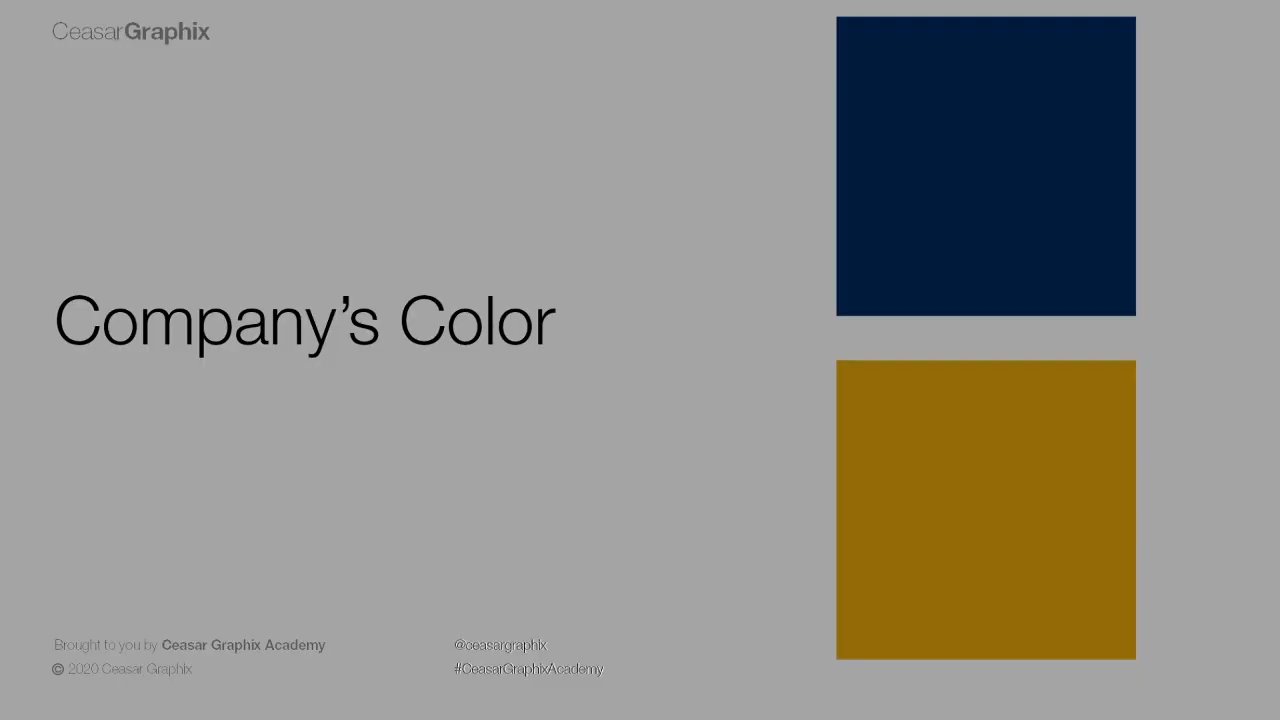 CeasarGraphix
Company’s Color
Brought to you by Ceasar Graphix Academy
© 2020 Ceasar Graphix
@ceasargraphix
#CeasarGraphixAcademy